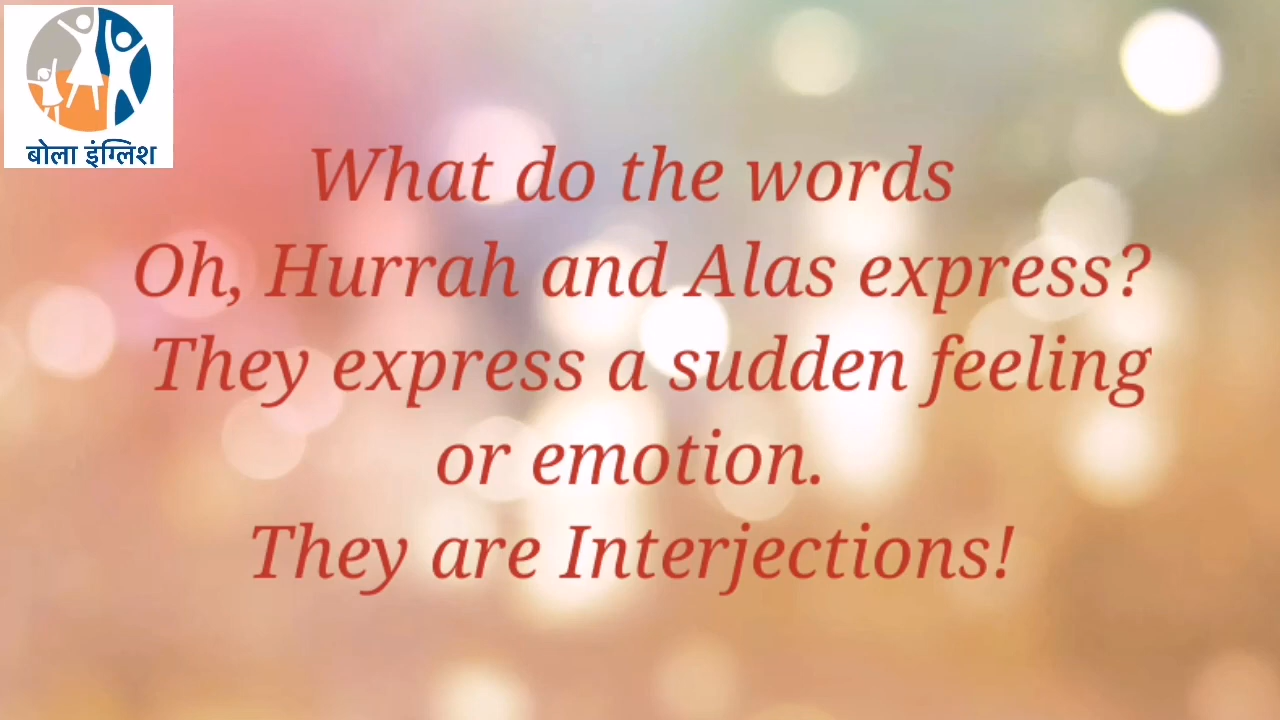 बोला इंग्लिश
What do the words
Oh, Hurrah and Alas express?
They express a sudden feeling
or emotion.
They are Interjections!